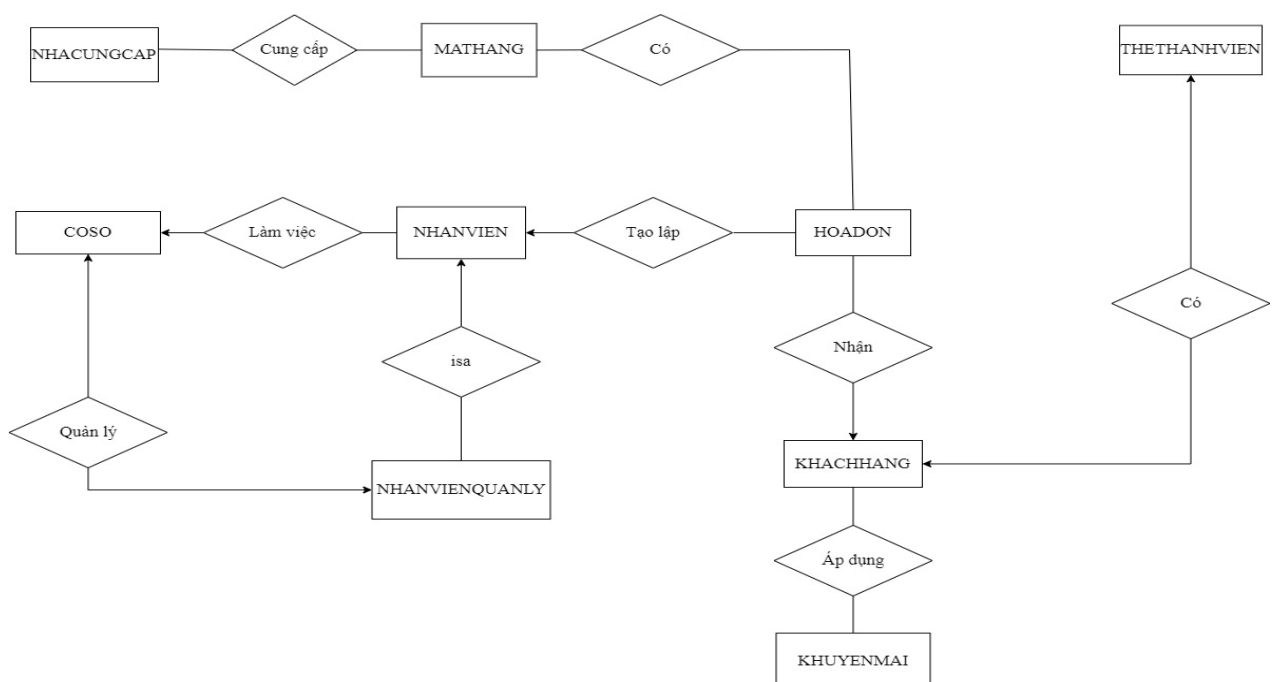 NHACUNGCAP
Cung cấp
MATHANG
Có
THETHANHVIEN
COSO
Làm việc
NHANVIEN
Tạo lập
HOADON
Có
isa
Nhận
Quản lý
KHACHHANG
NHANVIENQUANLY
Áp dụng
KHUYENMAI